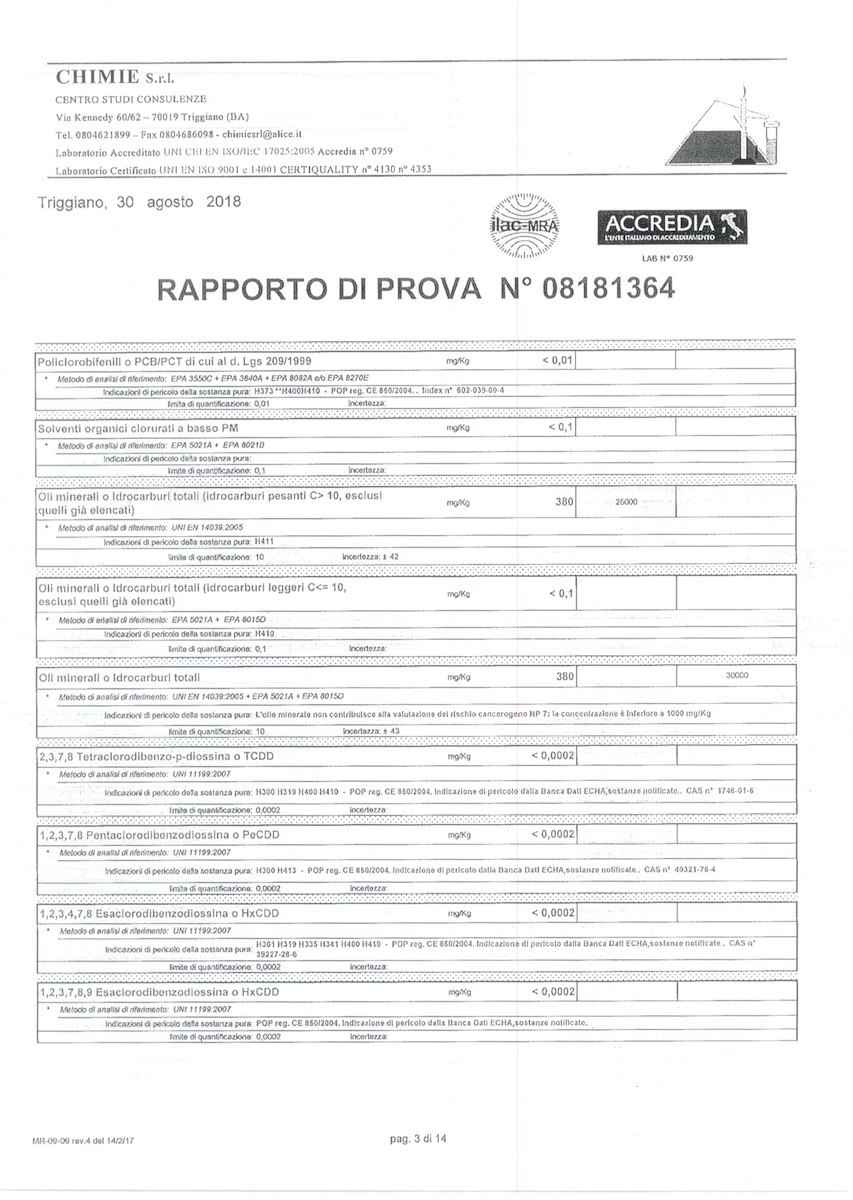 CHIMIE S.r.l.
CENTRO STUDI CONSULENZE
Via Kennedy 60/62 – 70019 Triggiano (BA)
Tel. 0804621899 – Fax 0804686098 - chimiesrl@alice.it
Laboratorio Accreditato UNI CEI EN ISO/IEC 17025:2005 Accredia n° 0759
Laboratorio Certificato UNI EN ISO 9001 e 14001 CERTIQUALITY n° 4130 n° 4353
Triggiano, 30 agosto 2018
ilac-MRA
ACCREDIA
L'ENTE ITALIANO DI ACCREDITAMENTO
LAB N° 0759
RAPPORTO DI PROVA N° 08181364
Policlorobifenili o PCB/PCT di cui al d. Lgs 209/1999 mg/Kg < 0,01
* Metodo di analisi di riferimento: EPA 3550C + EPA 3640A + EPA 8082A e/o EPA 8270E
Indicazioni di pericolo della sostanza pura: H373 **H400H410 - POP reg. CE 850/2004. . Index n° 602-039-00-4
limite di quantificazione: 0,01 Incertezza:
Solventi organici clorurati a basso PM mg/Kg < 0,1
* Metodo di analisi di riferimento: EPA 5021A + EPA 8021B
Indicazioni di pericolo della sostanza pura:
limite di quantificazione: 0,1 Incertezza:
Oli minerali o Idrocarburi totali (idrocarburi pesanti C> 10, esclusi
quelli già elencati) mg/Kg 380 25000
* Metodo di analisi di riferimento: UNI EN 14039:2005
Indicazioni di pericolo della sostanza pura: H411
limite di quantificazione: 10 Incertezza: ± 42
Oli minerali o Idrocarburi totali (idrocarburi leggeri C<= 10,
esclusi quelli già elencati) mg/Kg < 0,1
* Metodo di analisi di riferimento: EPA 5021A + EPA 8015D
Indicazioni di pericolo della sostanza pura: H410
limite di quantificazione: 0,1 Incertezza:
Oli minerali o Idrocarburi totali mg/Kg 380 30000
* Metodo di analisi di riferimento: UNI EN 14039:2005 + EPA 5021A + EPA 8015D
Indicazioni di pericolo della sostanza pura: L'olio minerale non contribuisce alla valutazione del rischio cancerogeno HP 7: la concentrazione è inferiore a 1000 mg/Kg
limite di quantificazione: 10 Incertezza: ± 43
2,3,7,8 Tetraclorodibenzo-p-diossina o TCDD mg/Kg < 0,0002
* Metodo di analisi di riferimento: UNI 11199:2007
Indicazioni di pericolo della sostanza pura: H300 H319 H400 H410 - POP reg. CE 850/2004. Indicazione di pericolo dalla Banca Dati ECHA,sostanze notificate.. CAS n° 1746-01-6
limite di quantificazione: 0,0002 Incertezza:
1,2,3,7,8 Pentaclorodibenzodiossina o PeCDD mg/Kg < 0,0002
* Metodo di analisi di riferimento: UNI 11199:2007
Indicazioni di pericolo della sostanza pura: H300 H413 - POP reg. CE 850/2004. Indicazione di pericolo dalla Banca Dati ECHA,sostanze notificate.. CAS n° 40321-76-4
limite di quantificazione: 0,0002 Incertezza:
1,2,3,4,7,8 Esaclorodibenzodiossina o HxCDD mg/Kg < 0,0002
* Metodo di analisi di riferimento: UNI 11199:2007
Indicazioni di pericolo della sostanza pura: H301 H319 H335 H341 H400 H410 - POP reg. CE 850/2004. Indicazione di pericolo dalla Banca Dati ECHA,sostanze notificate.. CAS n°
39227-28-6
limite di quantificazione: 0,0002 Incertezza:
1,2,3,7,8,9 Esaclorodibenzodiossina o HxCDD mg/Kg < 0,0002
* Metodo di analisi di riferimento: UNI 11199:2007
Indicazioni di pericolo della sostanza pura: POP reg. CE 850/2004. Indicazione di pericolo dalla Banca Dati ECHA,sostanze notificate.
limite di quantificazione: 0,0002 Incertezza:
MR-09-09 rev.4 del 14/2/17
pag. 3 di 14